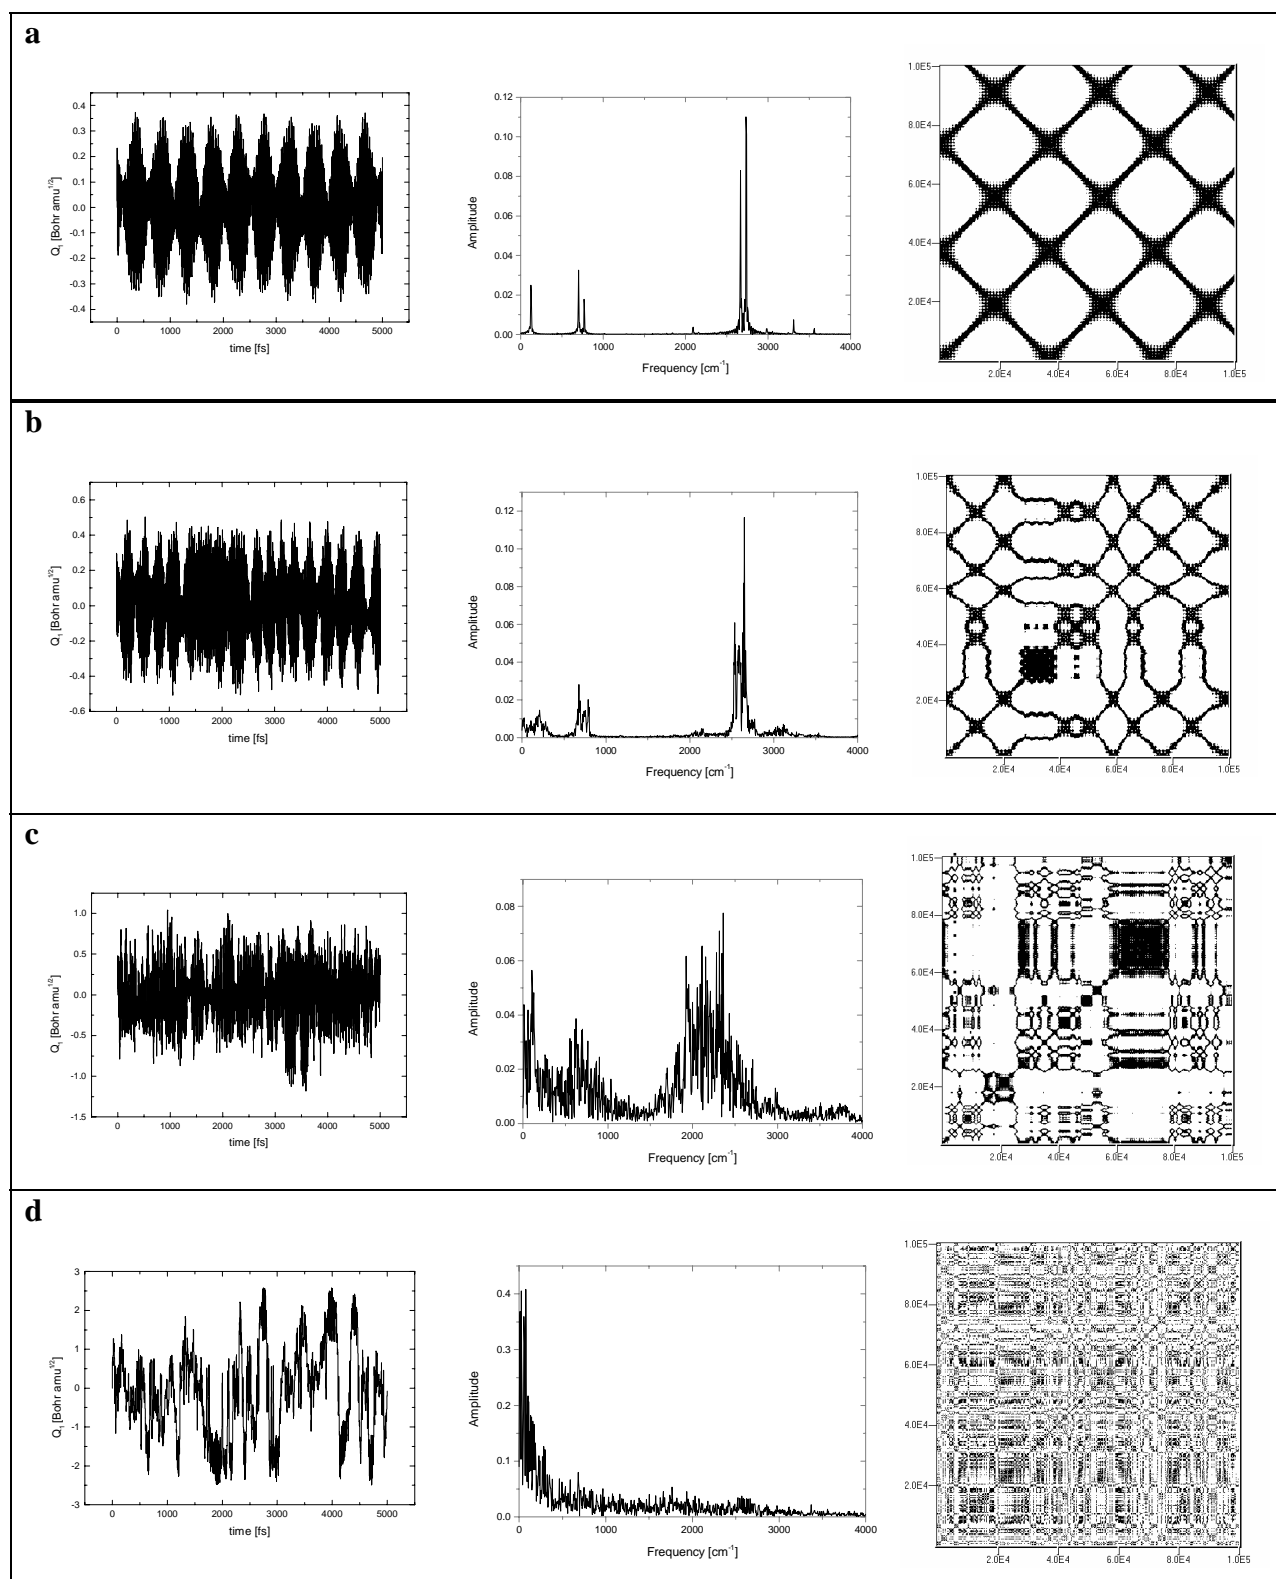 a
0.4
0.3
0.2
0.1
0.0
-0.1
-0.2
-0.3
-0.4
0 1000 2000 3000 4000 5000
time [fs]
Q1 [Bohr amu1/2]
0.12
0.10
0.08
0.06
0.04
0.02
0.00
0 1000 2000 3000 4000
Frequency [cm-1]
Amplitude
1.0E5
8.0E4
6.0E4
4.0E4
2.0E4
2.0E4 4.0E4 6.0E4 8.0E4 1.0E5
b
0.6
0.4
0.2
0.0
-0.2
-0.4
-0.6
0 1000 2000 3000 4000 5000
time [fs]
Q1 [Bohr amu1/2]
0.12
0.10
0.08
0.06
0.04
0.02
0.00
0 1000 2000 3000 4000
Frequency [cm-1]
Amplitude
1.0E5
8.0E4
6.0E4
4.0E4
2.0E4
2.0E4 4.0E4 6.0E4 8.0E4 1.0E5
c
1.0
0.5
0.0
-0.5
-1.0
-1.5
0 1000 2000 3000 4000 5000
time [fs]
Q1 [Bohr amu1/2]
0.08
0.06
0.04
0.02
0.00
0 1000 2000 3000 4000
Frequency [cm-1]
Amplitude
1.0E5
8.0E4
6.0E4
4.0E4
2.0E4
2.0E4 4.0E4 6.0E4 8.0E4 1.0E5
d
3
2
1
0
-1
-2
-3
0 1000 2000 3000 4000 5000
time [fs]
Q1 [Bohr amu1/2]
0.4
0.3
0.2
0.1
0.0
0 1000 2000 3000 4000
Frequency [cm-1]
Amplitude
1.0E5
8.0E4
6.0E4
4.0E4
2.0E4
2.0E4 4.0E4 6.0E4 8.0E4 1.0E5